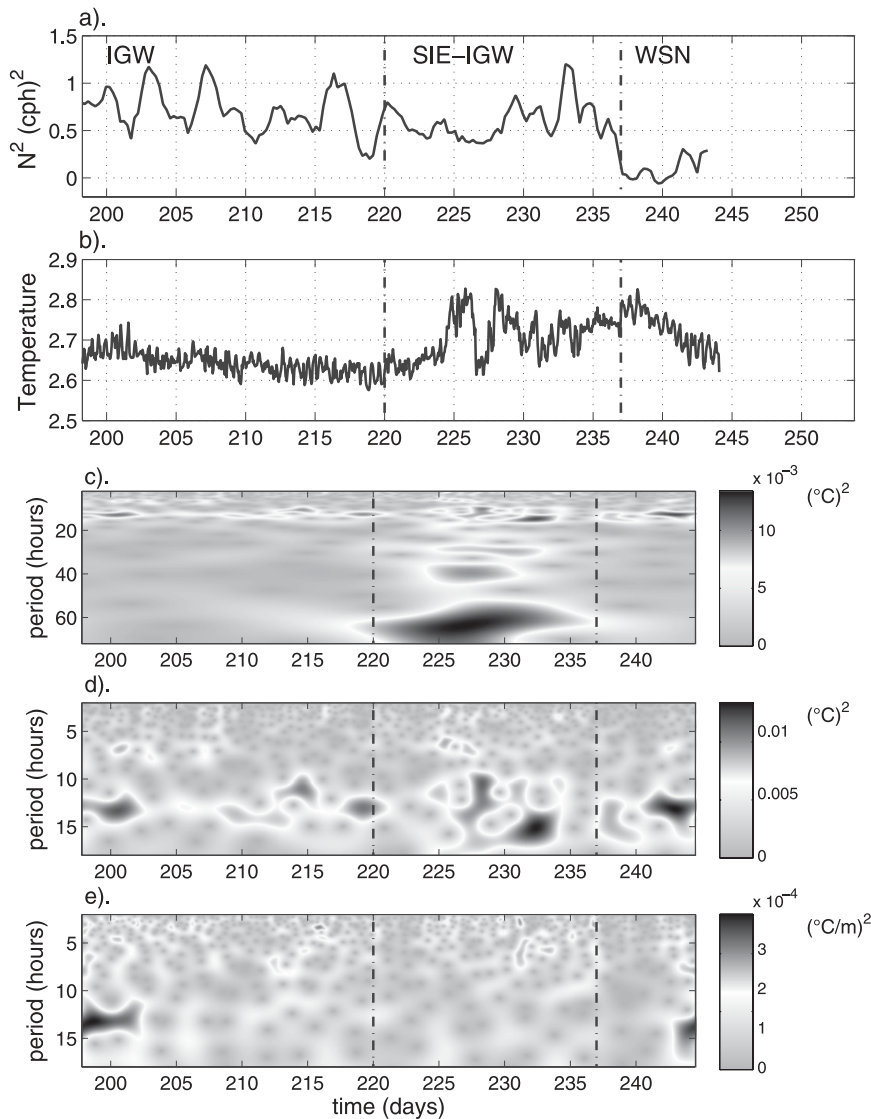 a).
IGW
SIE–IGW
WSN
N² (cph)²
1.5
1
0.5
0
200 205 210 215 220 225 230 235 240 245 250
b).
Temperature
2.9
2.8
2.7
2.6
2.5
200 205 210 215 220 225 230 235 240 245 250
c).
period (hours)
20
40
60
200 205 210 215 220 225 230 235 240
x 10⁻³
10
5
0
(°C)²
d).
period (hours)
5
10
15
200 205 210 215 220 225 230 235 240
0.01
0.005
0
(°C)²
e).
period (hours)
5
10
15
200 205 210 215 220 225 230 235 240
time (days)
x 10⁻⁴
3
2
1
0
(°C/m)²